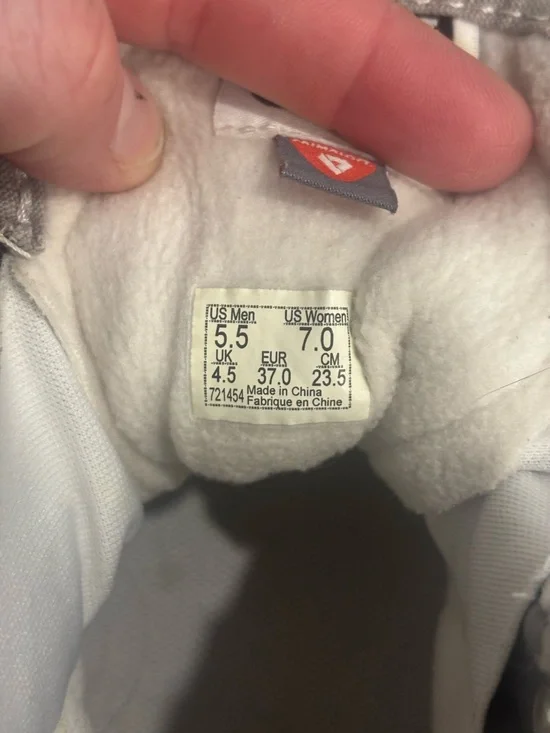 PRIMALOFT
US Men US Women
5.5 7.0
UK EUR CM
4.5 37.0 23.5
721454 Made in China
Fabrique en Chine